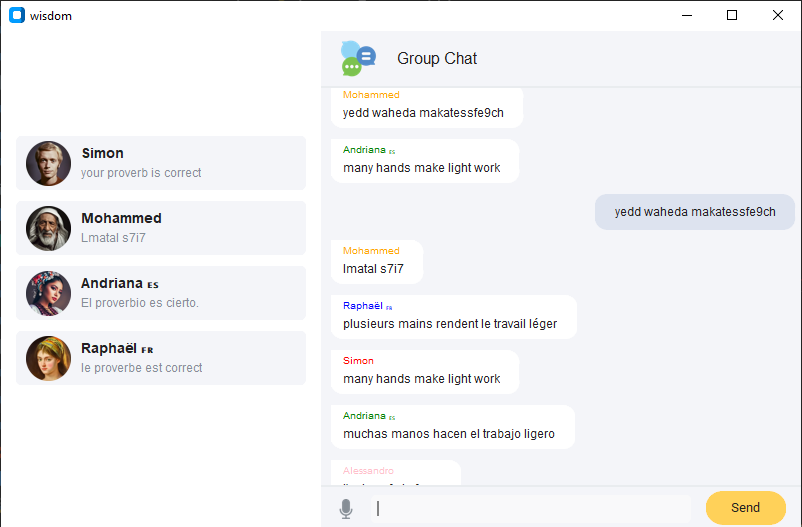 wisdom
Group Chat
Simon
your proverb is correct
Mohammed
Lmatal s7i7
Andriana ES
El proverbio es cierto.
Raphaël FR
le proverbe est correct
Mohammed
yedd waheda makatessfe9ch
Andriana ES
many hands make light work
yedd waheda makatessfe9ch
Mohammed
lmatal s7i7
Raphaël FR
plusieurs mains rendent le travail léger
Simon
many hands make light work
Andriana ES
muchas manos hacen el trabajo ligero
Alessandro
Send